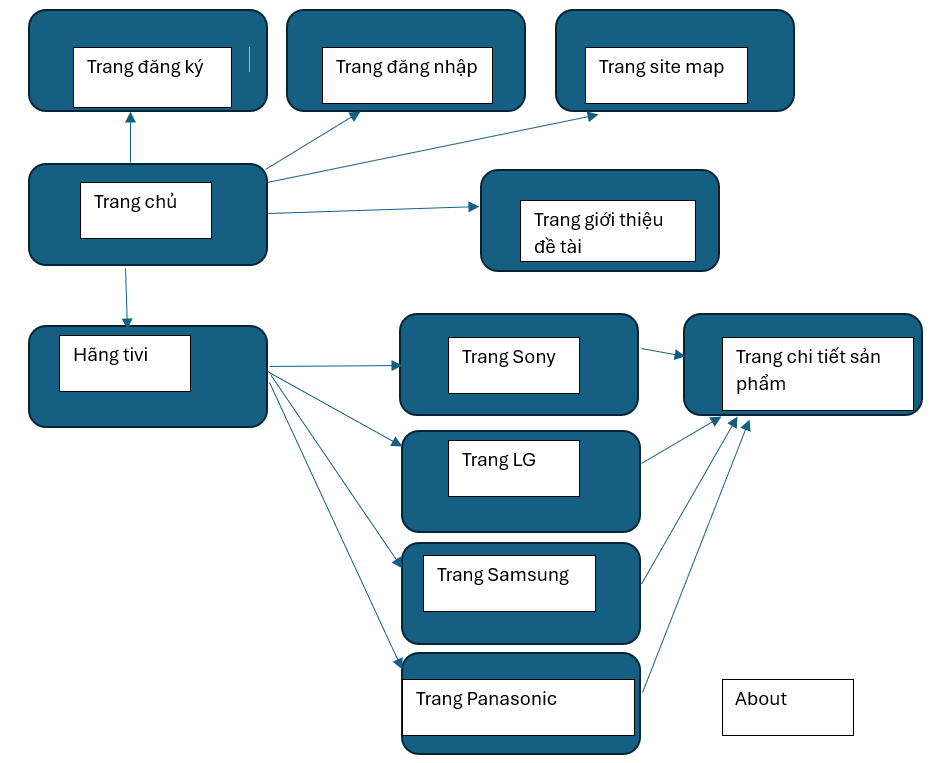 Trang đăng ký
Trang đăng nhập
Trang site map
Trang chủ
Trang giới thiệu
đề tài
Hãng tivi
Trang Sony
Trang chi tiết sản
phẩm
Trang LG
Trang Samsung
Trang Panasonic
About